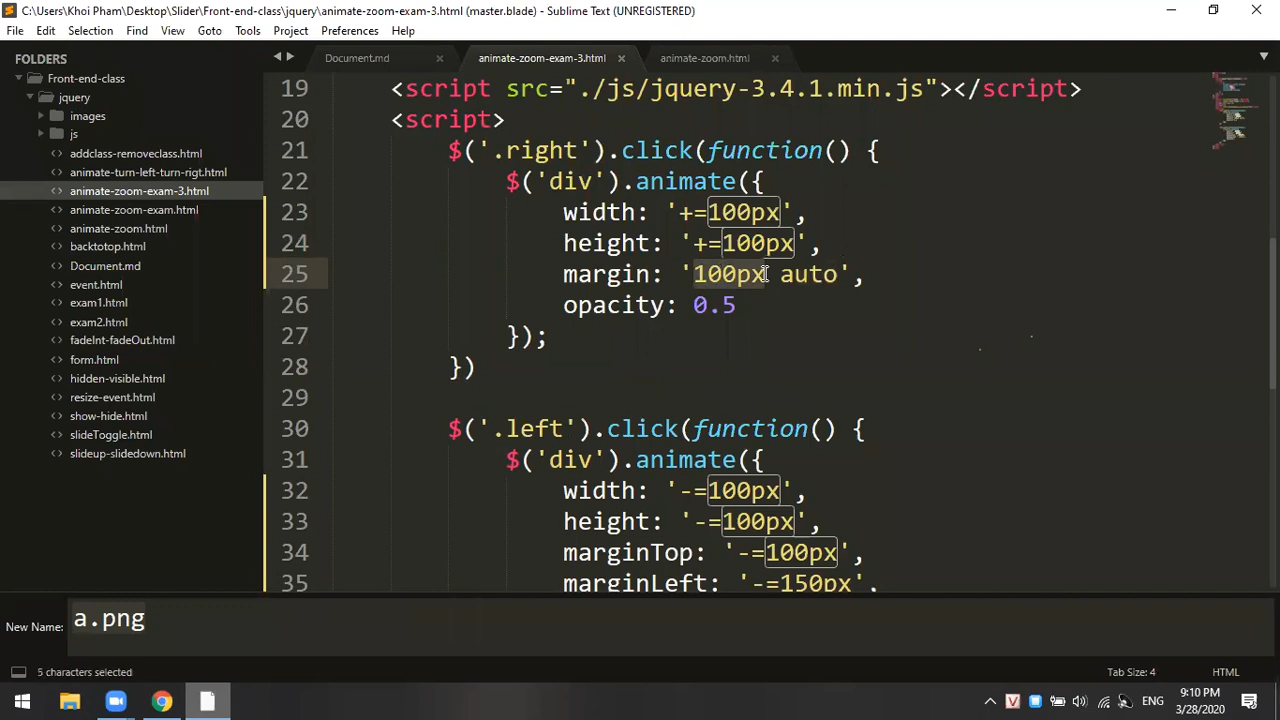 C:\Users\Khoi Pham\Desktop\Slider\Front-end-class\jquery\animate-zoom-exam-3.html (master.blade) - Sublime Text (UNREGISTERED)
File Edit Selection Find View Goto Tools Project Preferences Help
FOLDERS
Front-end-class
jquery
images
js
addclass-removeclass.html
animate-turn-left-turn-rigt.html
animate-zoom-exam-3.html
animate-zoom-exam.html
animate-zoom.html
backtotop.html
Document.md
event.html
exam1.html
exam2.html
fadeInt-fadeOut.html
form.html
hidden-visible.html
resize-event.html
show-hide.html
slideToggle.html
slideup-slidedown.html
Document.md animate-zoom-exam-3.html animate-zoom.html
19 <script src="./js/jquery-3.4.1.min.js"></script>
20 <script>
21 $('.right').click(function() {
22 $('div').animate({
23 width: '+=100px',
24 height: '+=100px',
25 margin: '100px auto',
26 opacity: 0.5
27 });
28 })
29
30 $('.left').click(function() {
31 $('div').animate({
32 width: '-=100px',
33 height: '-=100px',
34 marginTop: '-=100px',
35 marginLeft: '-=150px',
New Name: a.png
5 characters selected Tab Size: 4 HTML
ENG 9:10 PM
3/28/2020